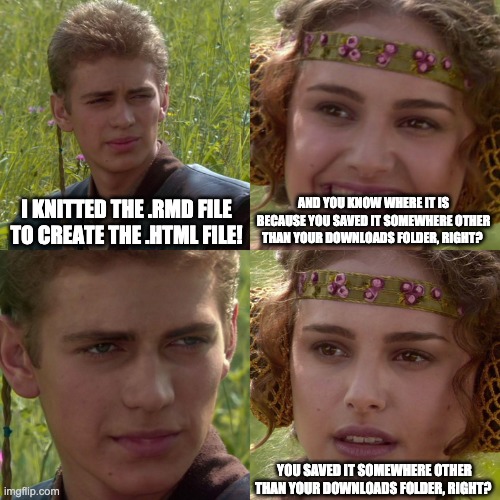 I KNITTED THE .RMD FILE
TO CREATE THE .HTML FILE!
AND YOU KNOW WHERE IT IS
BECAUSE YOU SAVED IT SOMEWHERE OTHER
THAN YOUR DOWNLOADS FOLDER, RIGHT?
YOU SAVED IT SOMEWHERE OTHER
THAN YOUR DOWNLOADS FOLDER, RIGHT?
imgflip.com